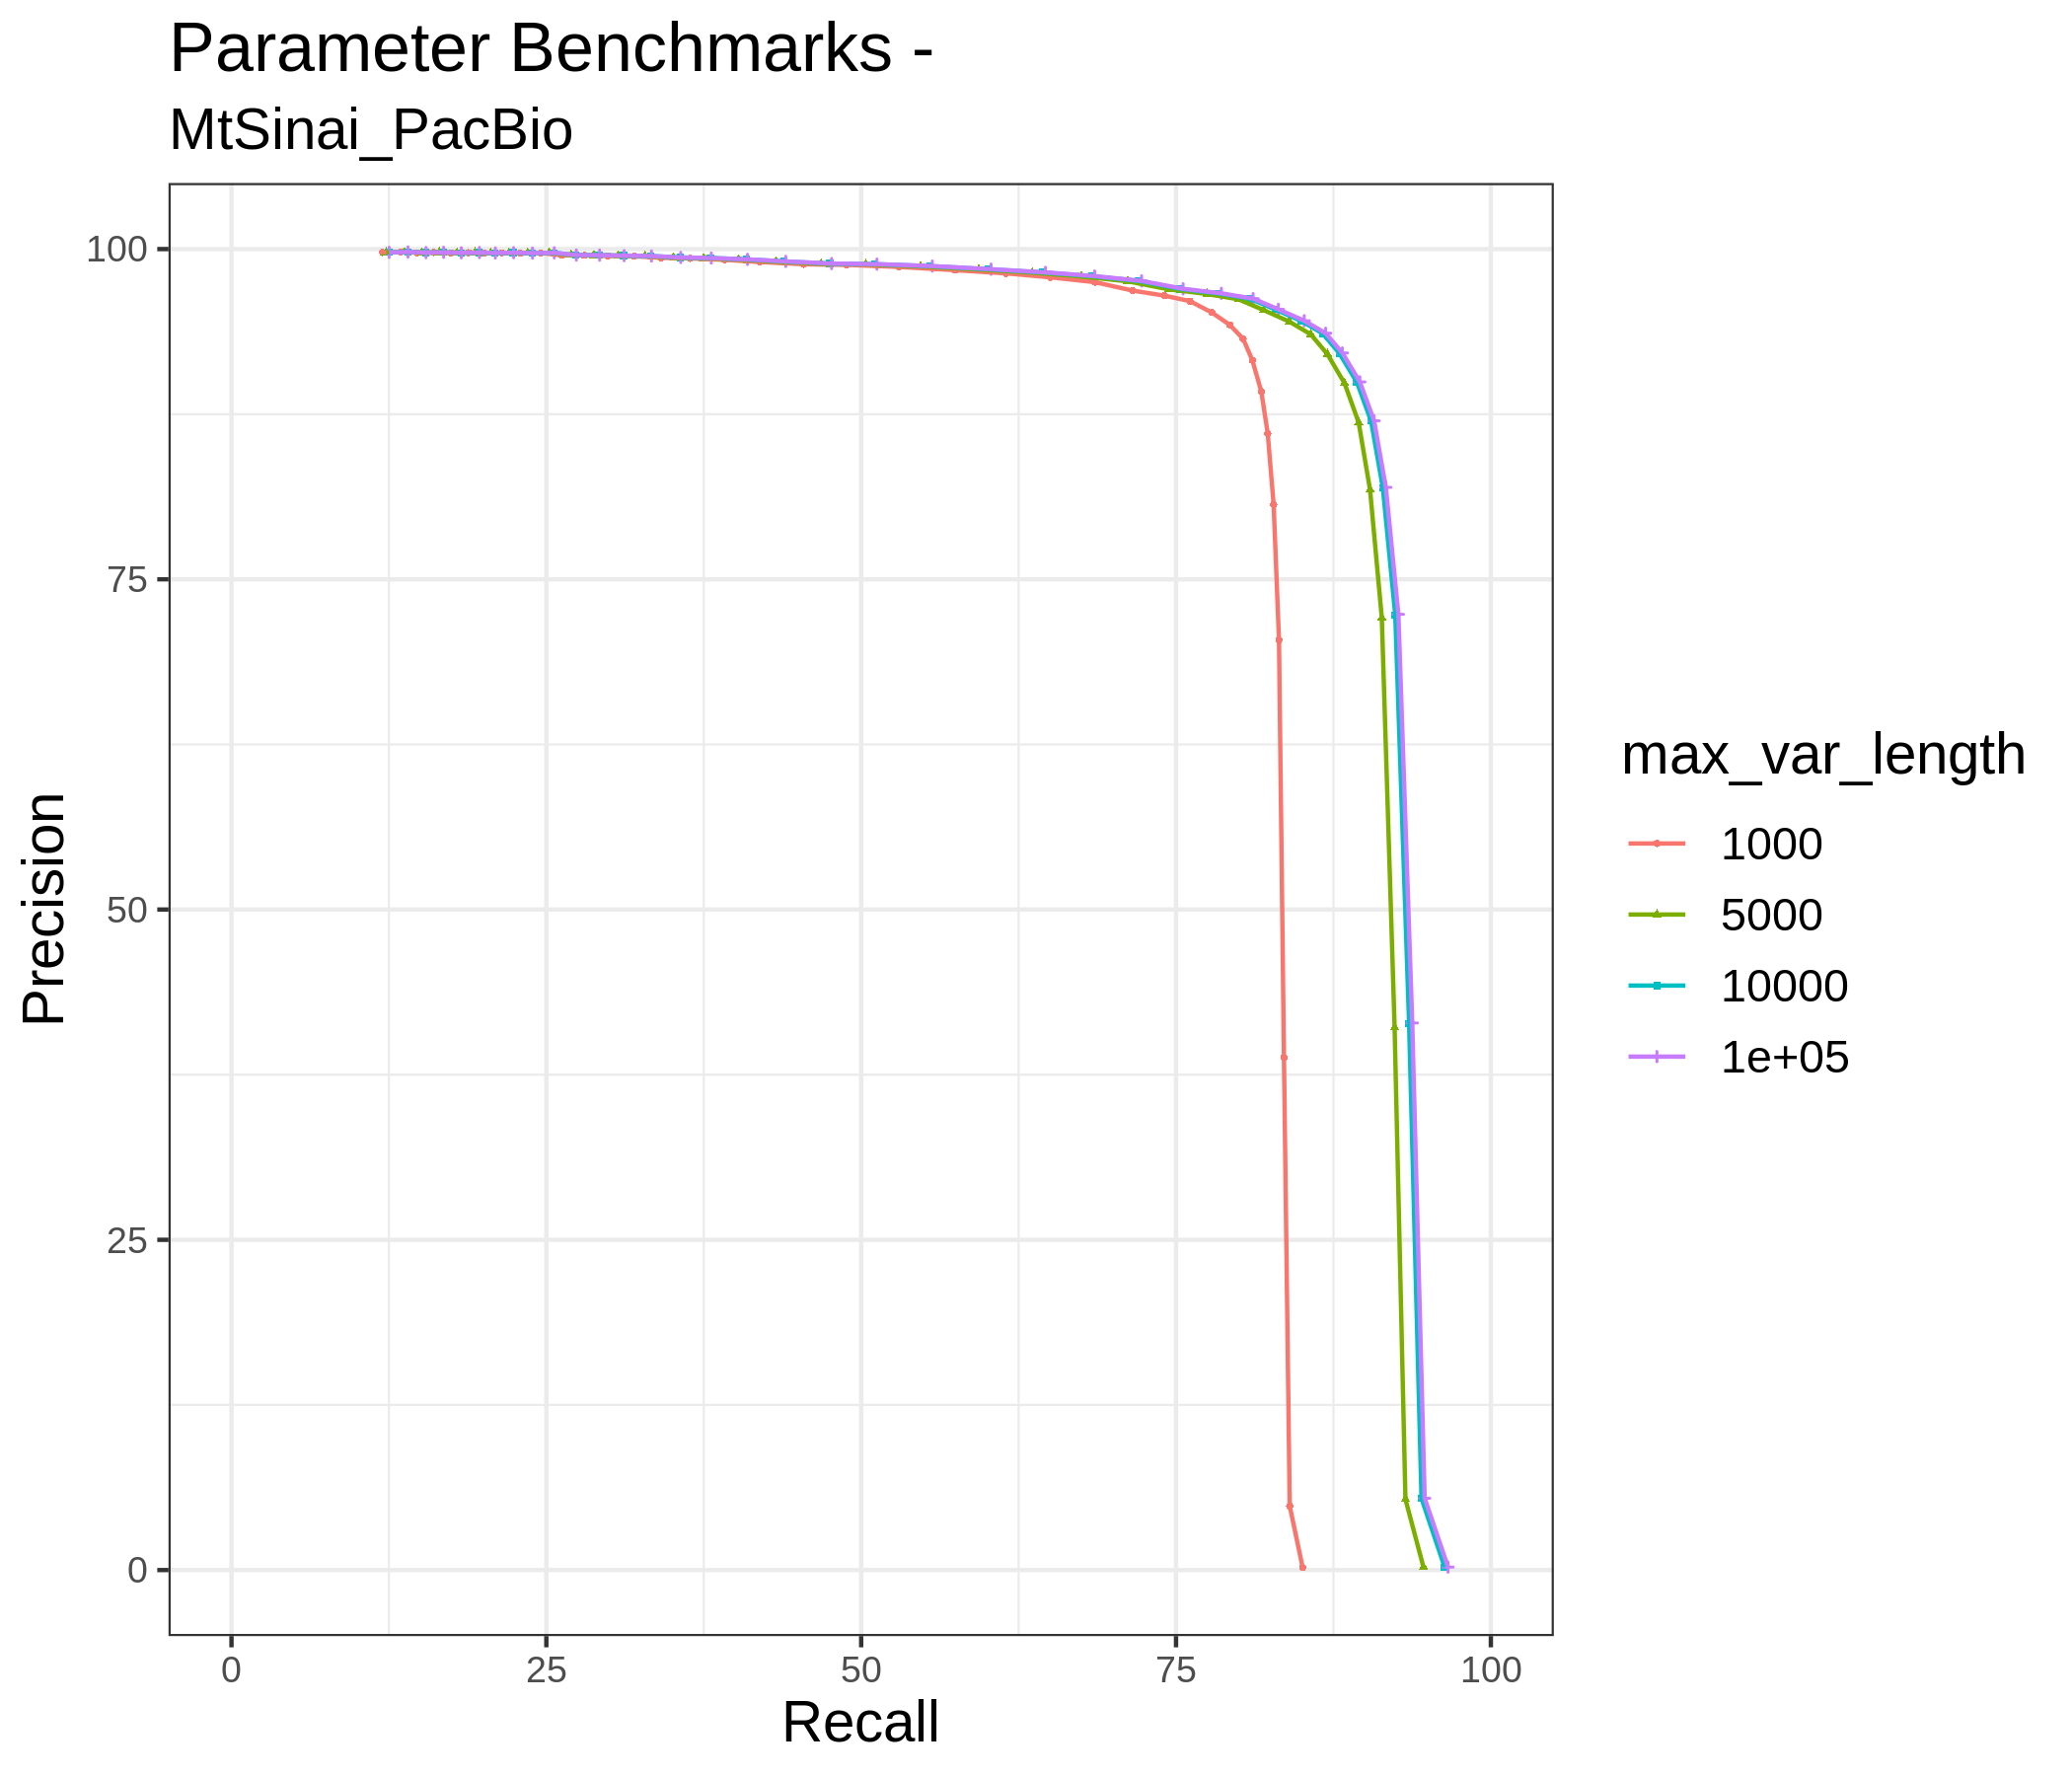 Parameter Benchmarks -
MtSinai_PacBio
100
75
50
25
0
Precision
0 25 50 75 100
Recall
max_var_length
1000
5000
10000
1e+05